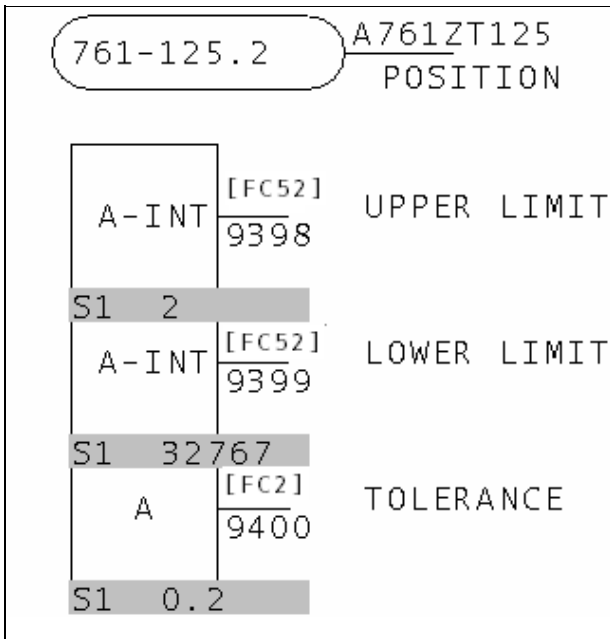 761-125.2 A761ZT125
POSITION
A-INT [FC52] 9398 UPPER LIMIT
S1 2
A-INT [FC52] 9399 LOWER LIMIT
S1 32767
A [FC2] 9400 TOLERANCE
S1 0.2